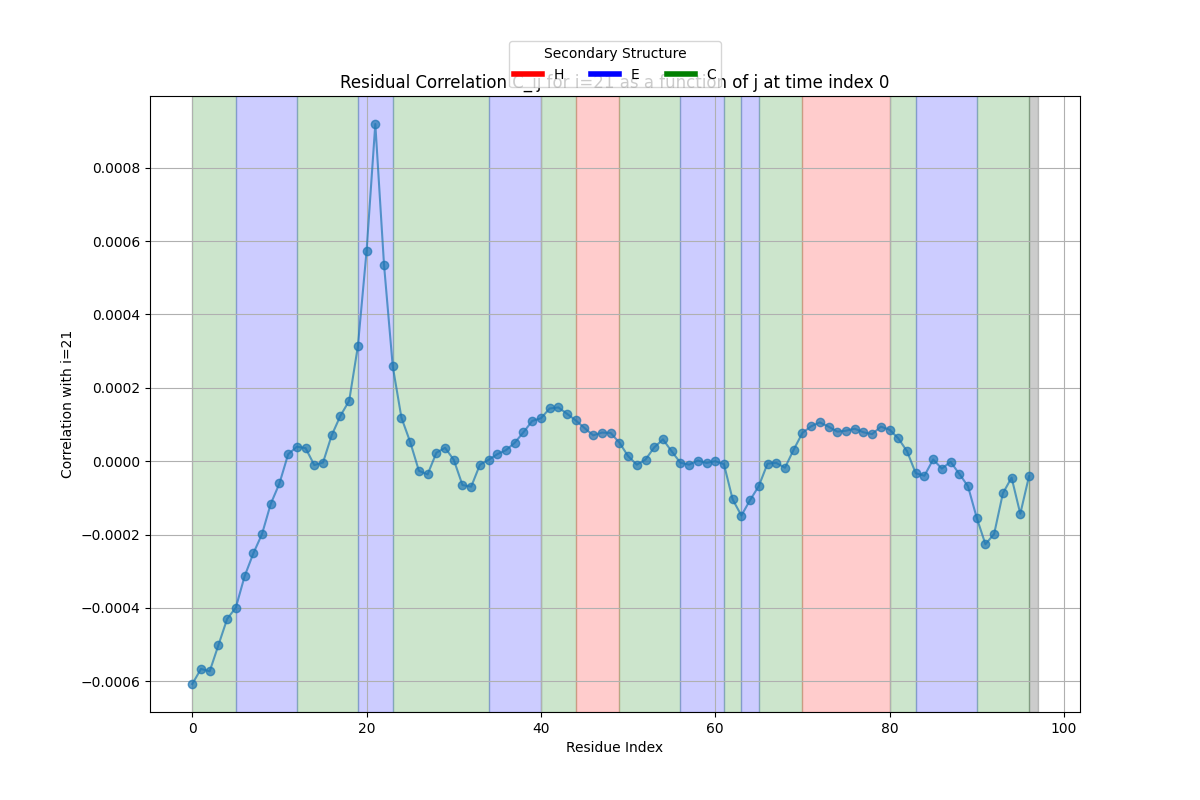 Secondary Structure
H E C
Residual Correlation C_ij for i=21 as a function of j at time index 0
Correlation with i=21
0.0008
0.0006
0.0004
0.0002
0.0000
−0.0002
−0.0004
−0.0006
0 20 40 60 80 100
Residue Index